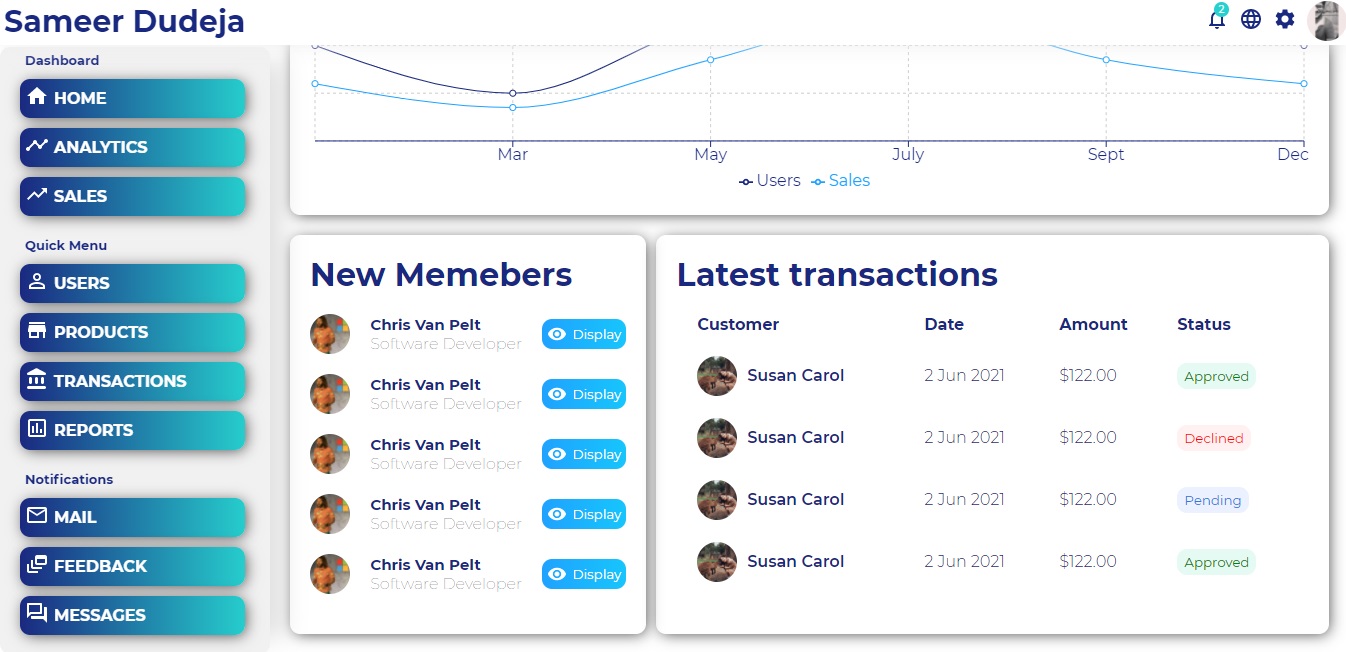 Sameer Dudeja
2
Dashboard
HOME
ANALYTICS
SALES
Quick Menu
USERS
PRODUCTS
TRANSACTIONS
REPORTS
Notifications
MAIL
FEEDBACK
MESSAGES
Mar May July Sept Dec
Users Sales
New Memebers
Chris Van Pelt
Software Developer
Display
Chris Van Pelt
Software Developer
Display
Chris Van Pelt
Software Developer
Display
Chris Van Pelt
Software Developer
Display
Chris Van Pelt
Software Developer
Display
Latest transactions
Customer Date Amount Status
Susan Carol 2 Jun 2021 $122.00 Approved
Susan Carol 2 Jun 2021 $122.00 Declined
Susan Carol 2 Jun 2021 $122.00 Pending
Susan Carol 2 Jun 2021 $122.00 Approved